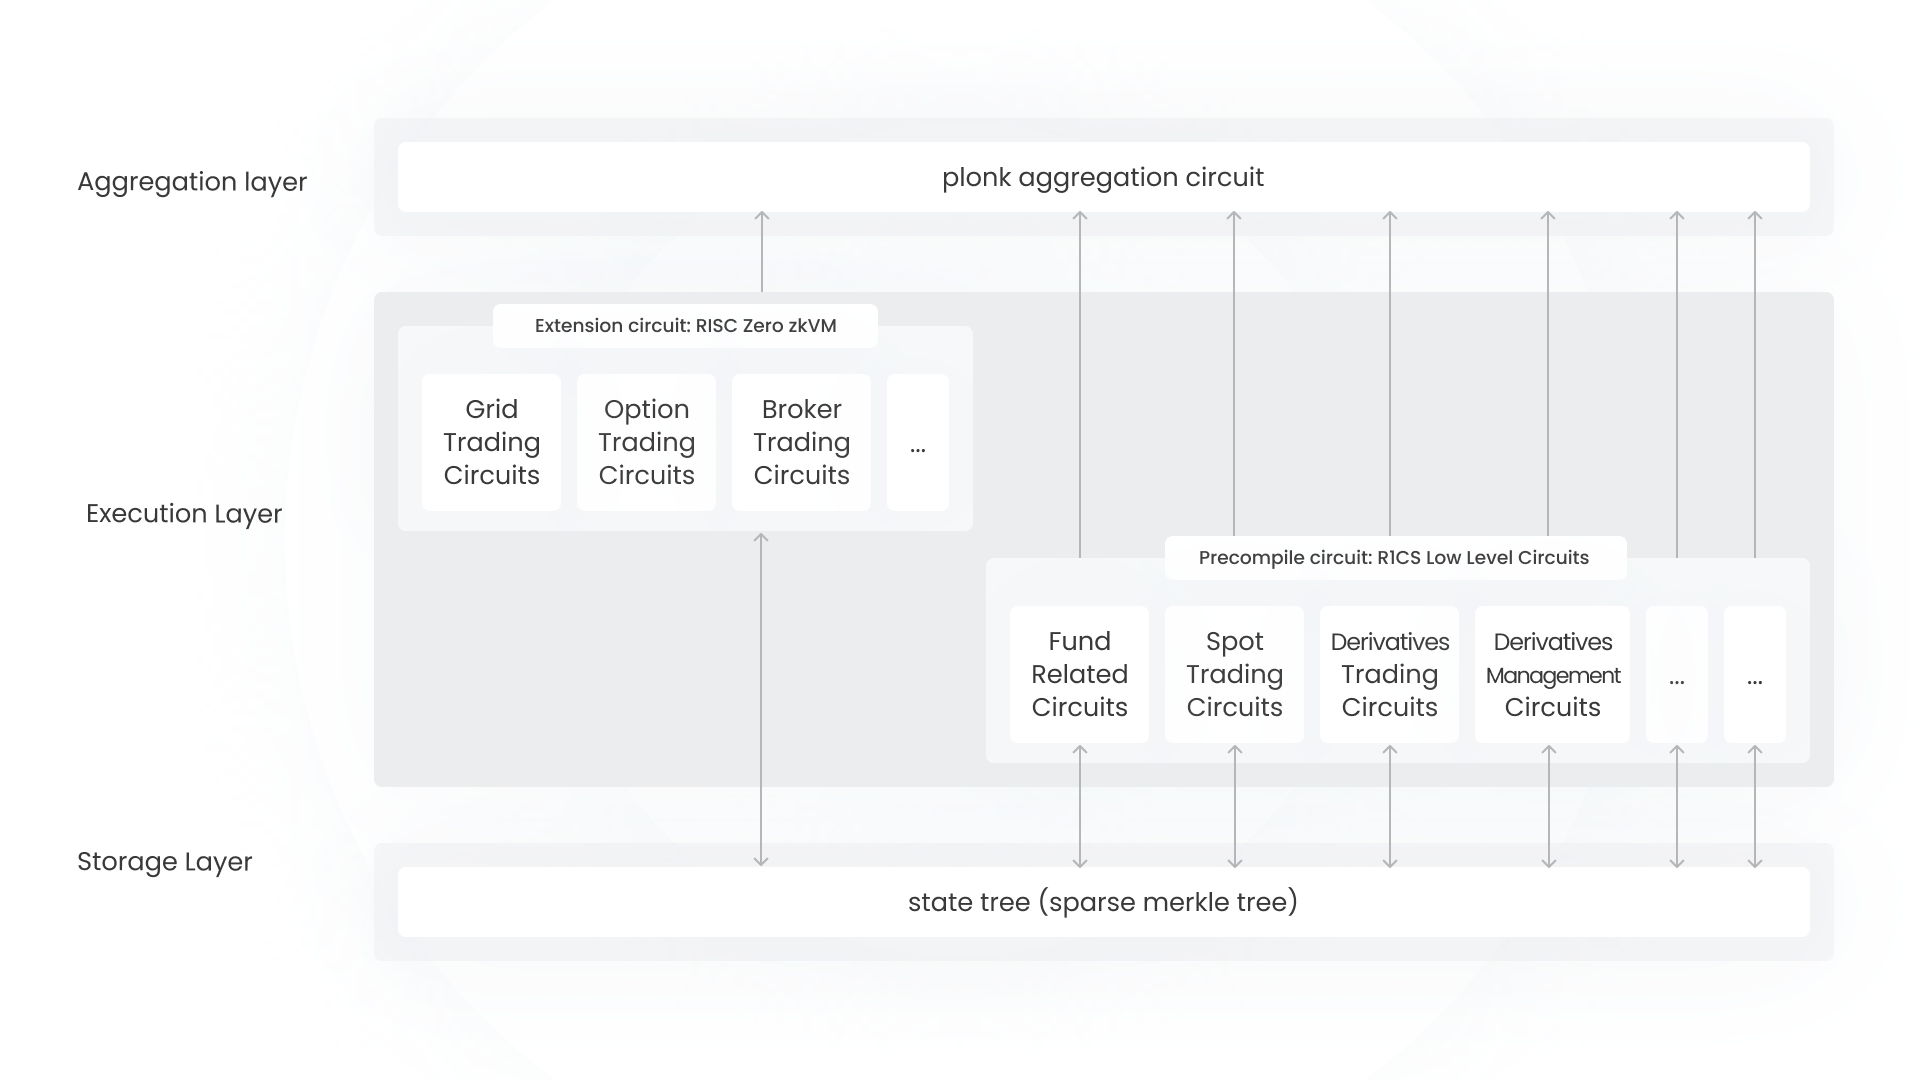 Aggregation layer
plonk aggregation circuit
Execution Layer
Extension circuit: RISC Zero zkVM
Grid
Trading
Circuits
Option
Trading
Circuits
Broker
Trading
Circuits
...
Precompile circuit: R1CS Low Level Circuits
Fund
Related
Circuits
Spot
Trading
Circuits
Derivatives
Trading
Circuits
Derivatives
Management
Circuits
...
...
Storage Layer
state tree (sparse merkle tree)